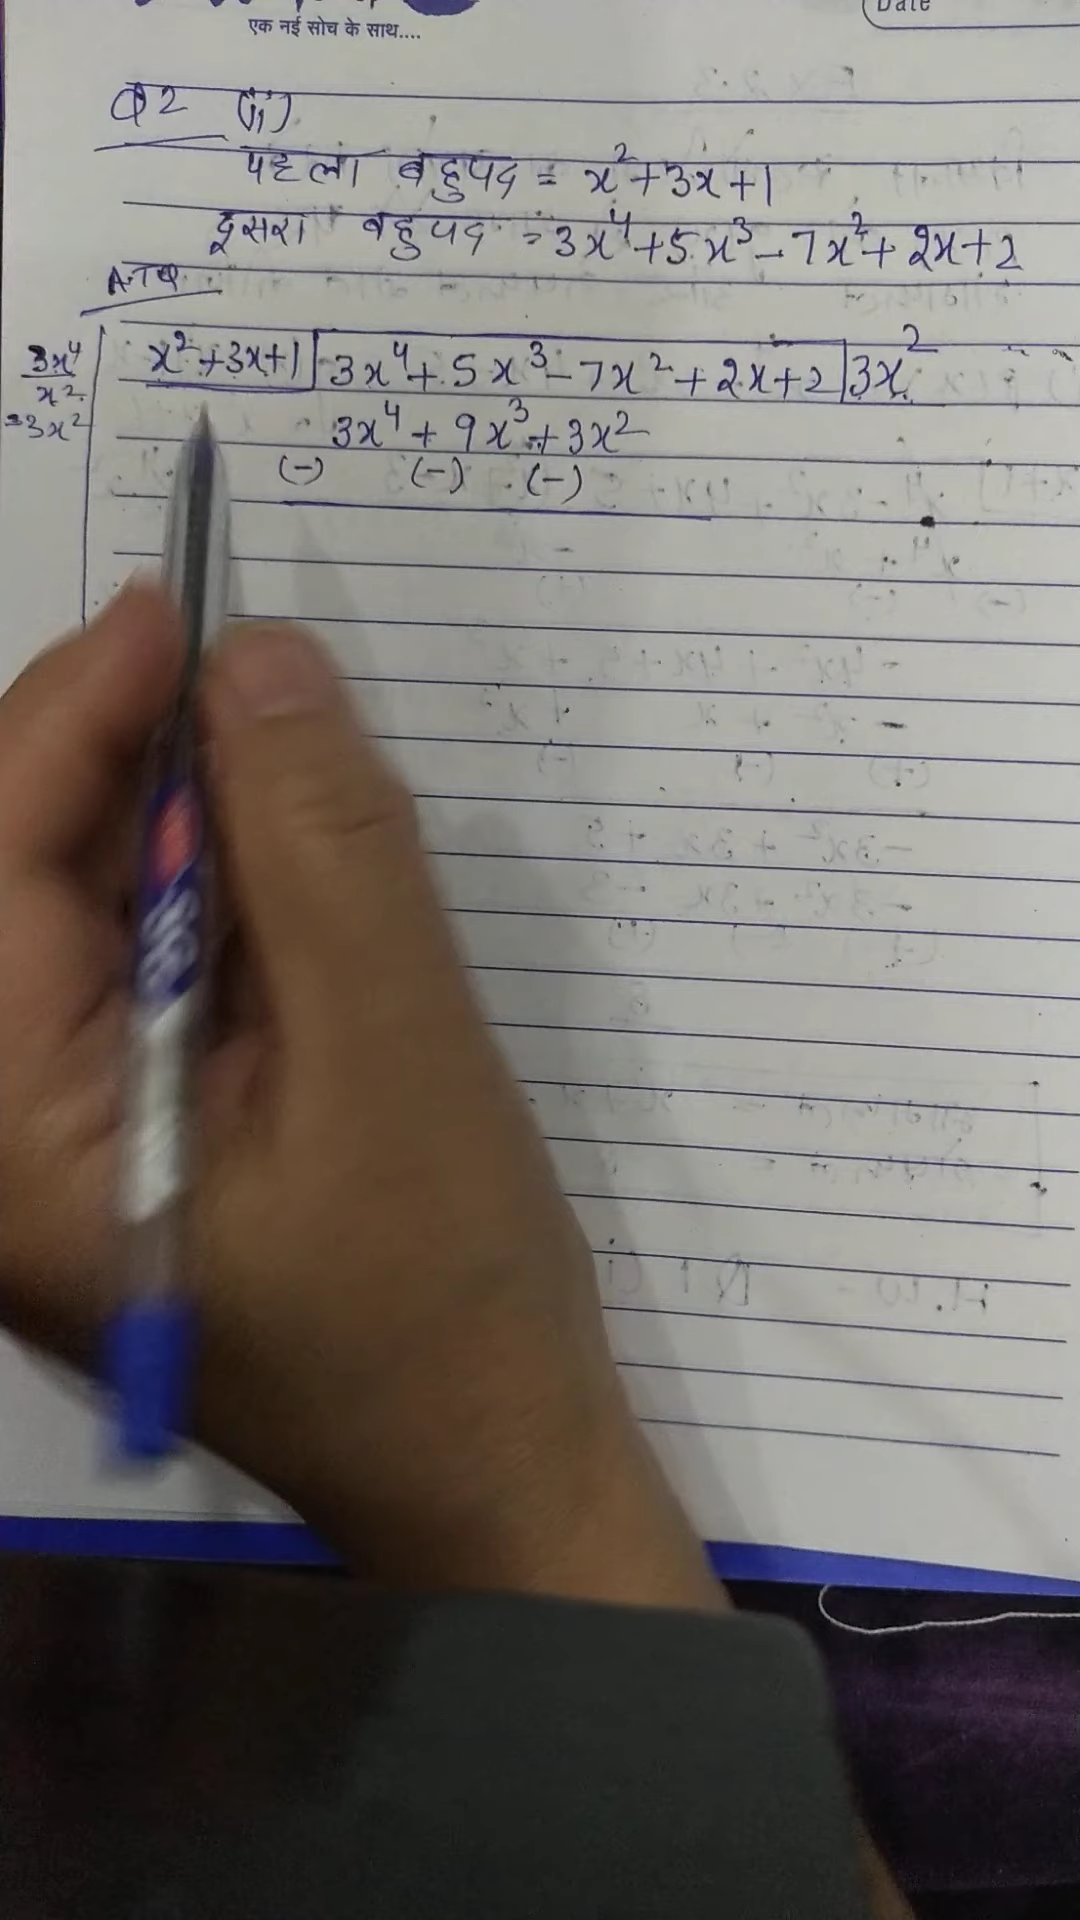 Date
एक नई सोच के साथ....
Q2 (ii)
पहला बहुपद = x²+3x+1
दूसरा बहुपद = 3x⁴+5x³-7x²+2x+2
A.T.Q.
3x⁴/x² = 3x²
x²+3x+1 | 3x⁴+5x³-7x²+2x+2 | 3x²
3x⁴+9x³+3x²
(-) (-) (-)